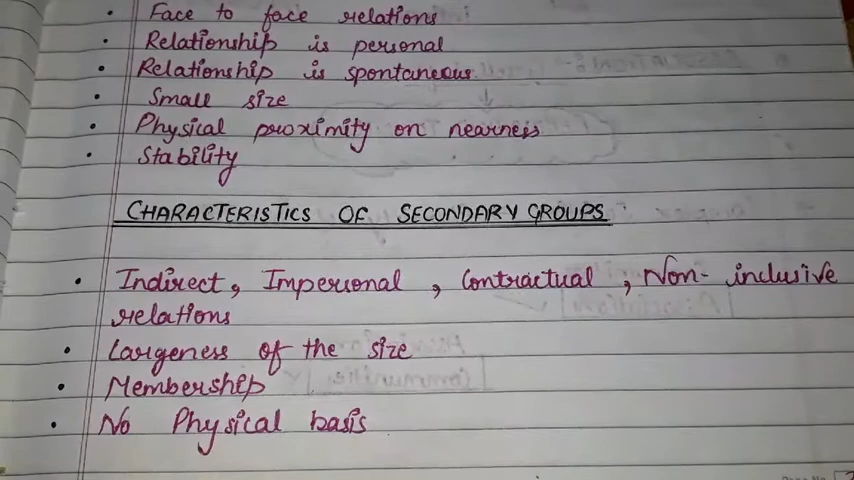 • Face to face relations
• Relationship is personal
• Relationship is spontaneous
• Small size
• Physical proximity on nearness
• Stability
CHARACTERISTICS OF SECONDARY GROUPS
• Indirect, Impersonal, Contractual, Non-inclusive
relations
• Largeness of the size
• Membership
• No Physical basis